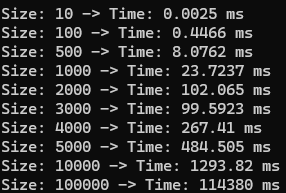 Size: 10 -> Time: 0.0025 ms
Size: 100 -> Time: 0.4466 ms
Size: 500 -> Time: 8.0762 ms
Size: 1000 -> Time: 23.7237 ms
Size: 2000 -> Time: 102.065 ms
Size: 3000 -> Time: 99.5923 ms
Size: 4000 -> Time: 267.41 ms
Size: 5000 -> Time: 484.505 ms
Size: 10000 -> Time: 1293.82 ms
Size: 100000 -> Time: 114380 ms